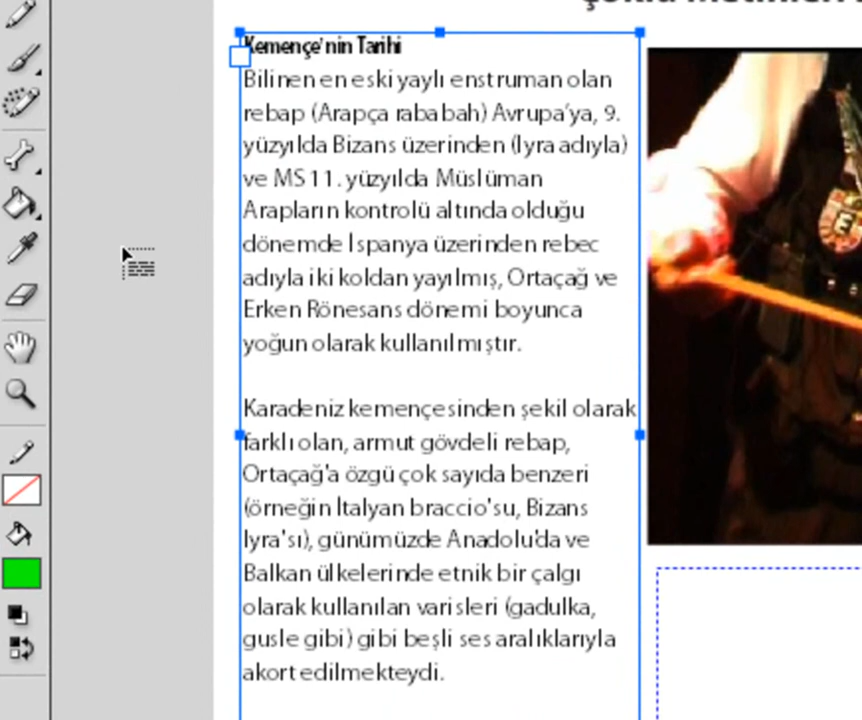 Kemençe'nin Tarihi
Bilinen en eski yaylı enstruman olan
rebap (Arapça rababah) Avrupa'ya, 9.
yüzyılda Bizans üzerinden (lyra adıyla)
ve MS 11. yüzyılda Müslüman
Arapların kontrolü altında olduğu
dönemde İspanya üzerinden rebec
adıyla iki koldan yayılmış, Ortaçağ ve
Erken Rönesans dönemi boyunca
yoğun olarak kullanılmıştır.
Karadeniz kemençesinden şekil olarak
farklı olan, armut gövdeli rebap,
Ortaçağ'a özgü çok sayıda benzeri
(örneğin İtalyan braccio'su, Bizans
lyra'sı), günümüzde Anadolu'da ve
Balkan ülkelerinde etnik bir çalgı
olarak kullanılan varisleri (gadulka,
gusle gibi) gibi beşli ses aralıklarıyla
akort edilmekteydi.